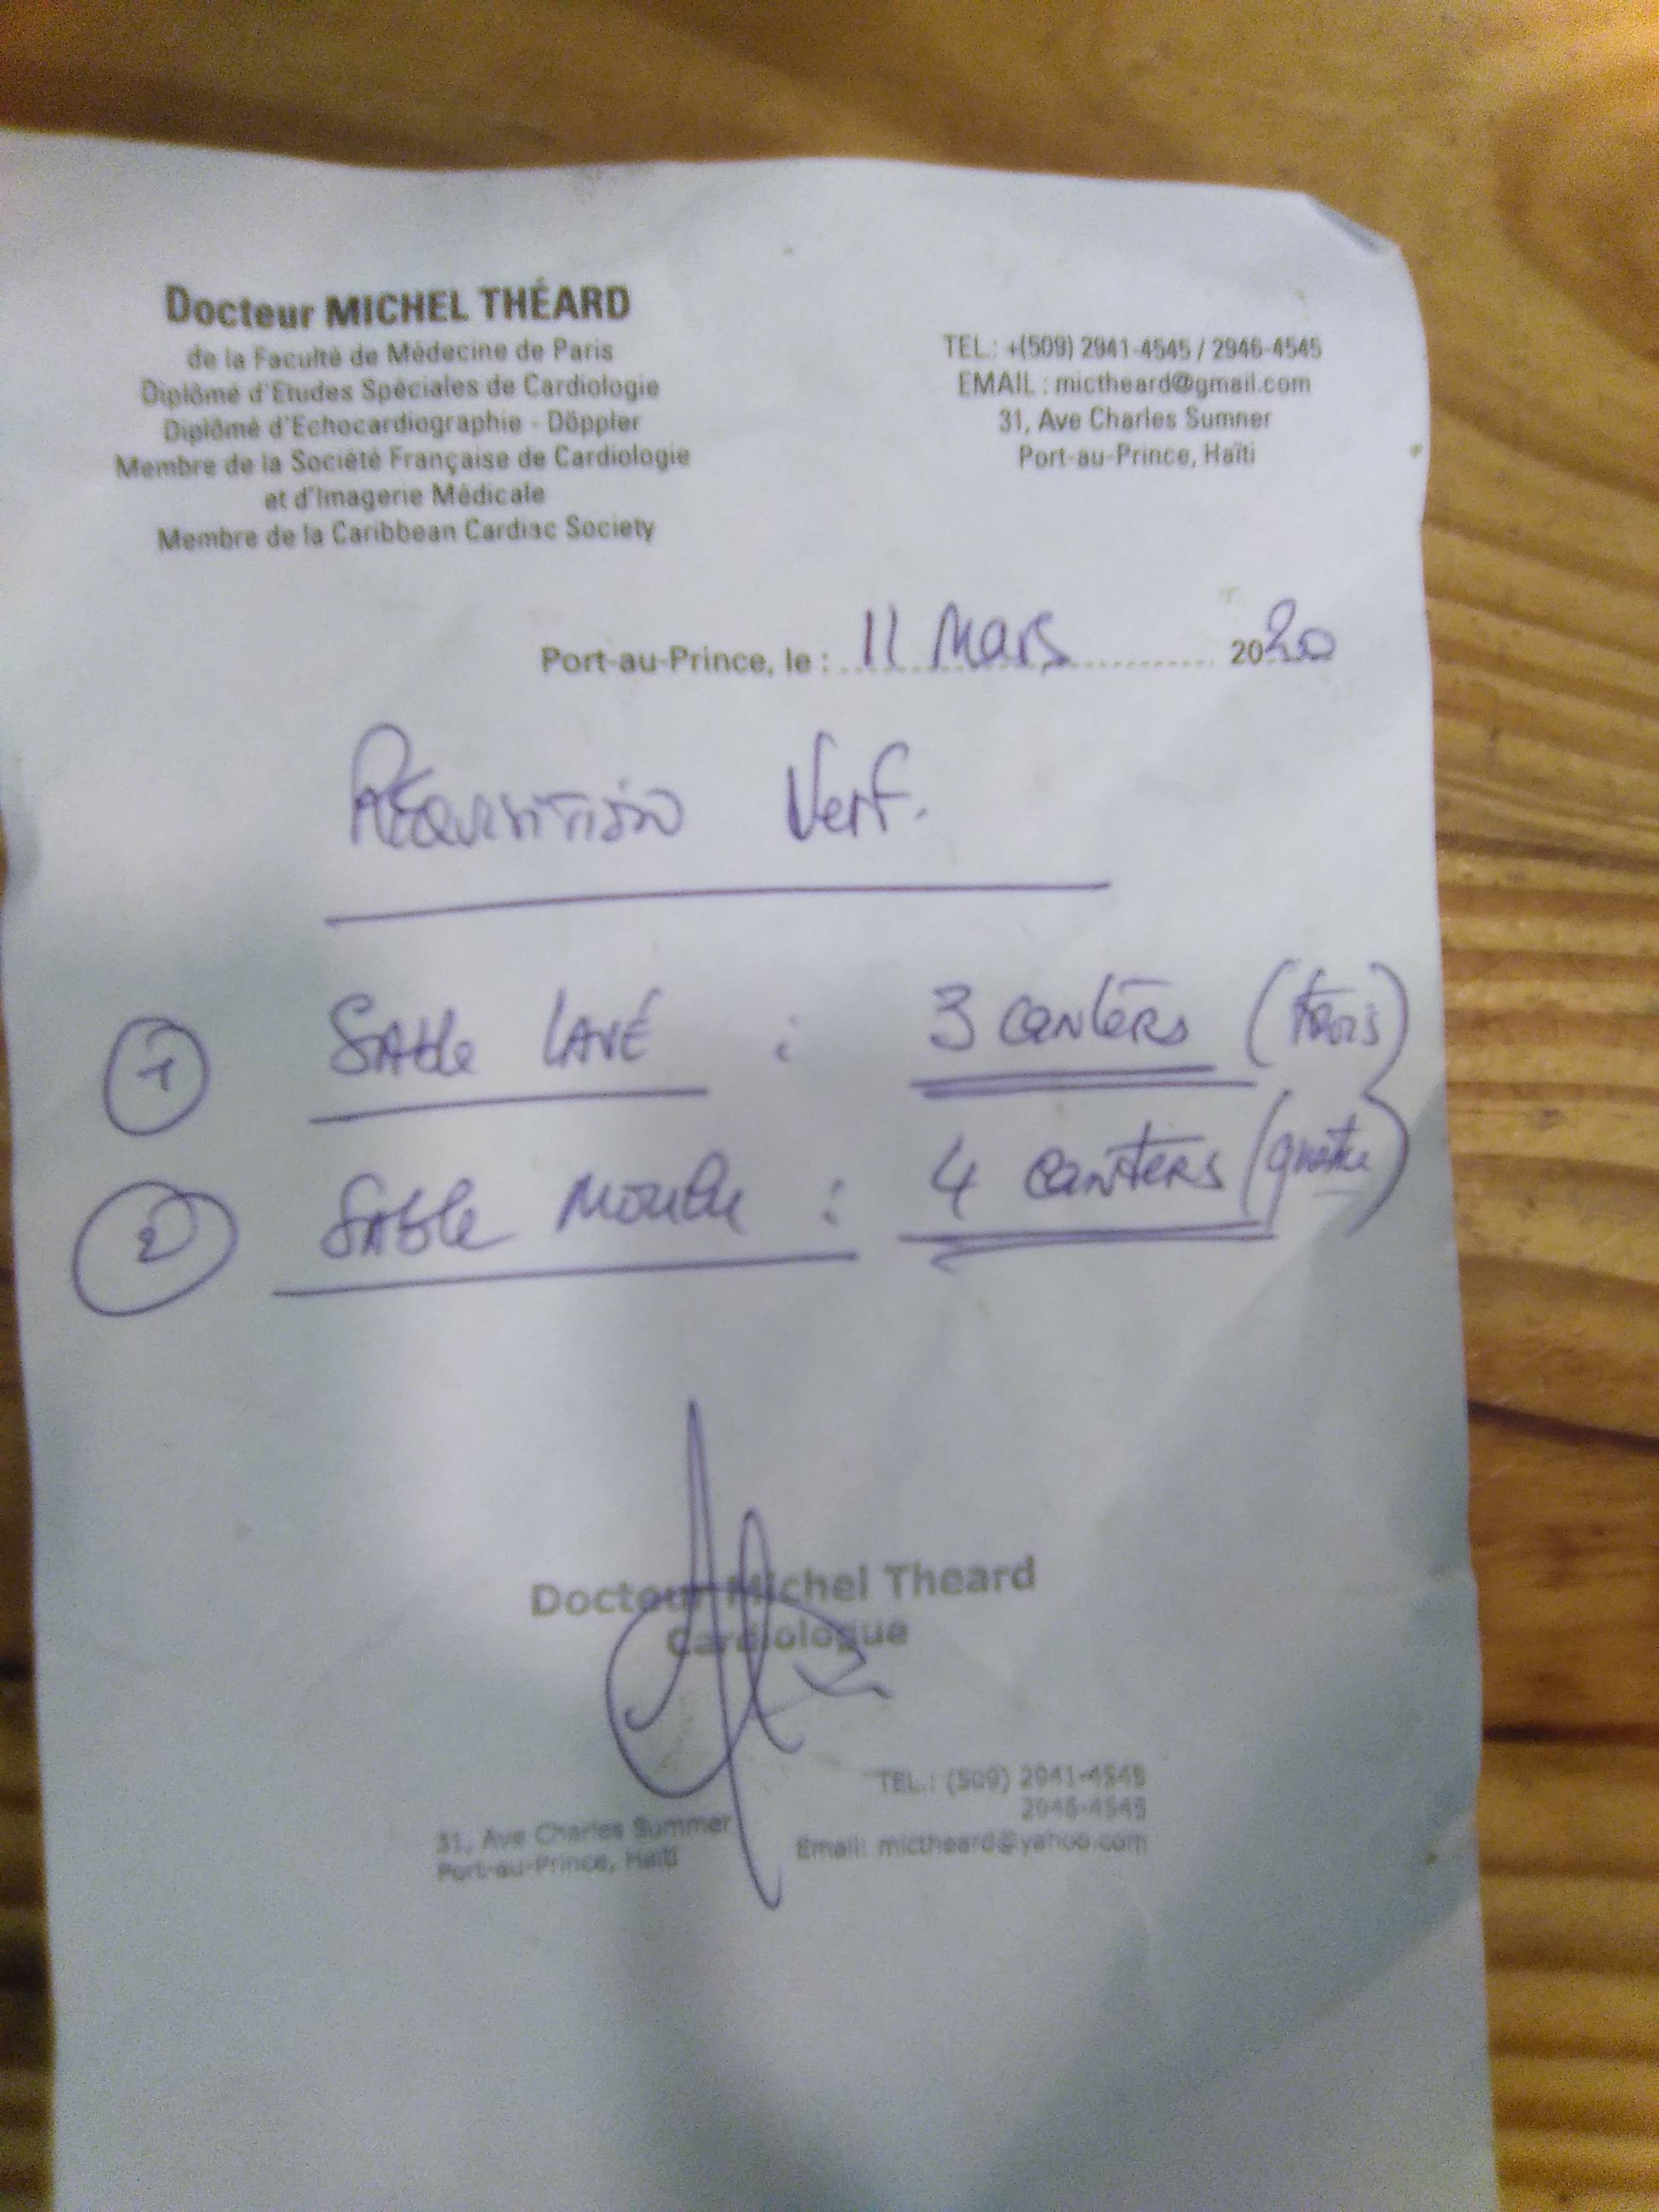 Docteur MICHEL THÉARD
de la Faculté de Médecine de Paris
Diplômé d'Etudes Spéciales de Cardiologie
Diplômé d'Echocardiographie - Döppler
Membre de la Société Française de Cardiologie
et d'Imagerie Médicale
Membre de la Caribbean Cardiac Society
TEL.: +(509) 2941-4545 / 2946-4545
EMAIL : mictheard@gmail.com
31, Ave Charles Sumner
Port-au-Prince, Haïti
Port-au-Prince, le : 11 Mars 2020
Réquisition Verf.
1 Sable LAVÉ : 3 canters (trois)
2 Sable : 4 canters (quatre)
Docteur Michel Theard
Cardiologue
31, Ave Charles Summer
Port-au-Prince, Haïti
TEL.: (509) 2941-4545
2946-4545
Email: mictheard@yahoo.com